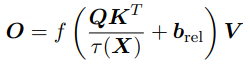 O = f ( QK^T / τ(X) + b_rel ) V